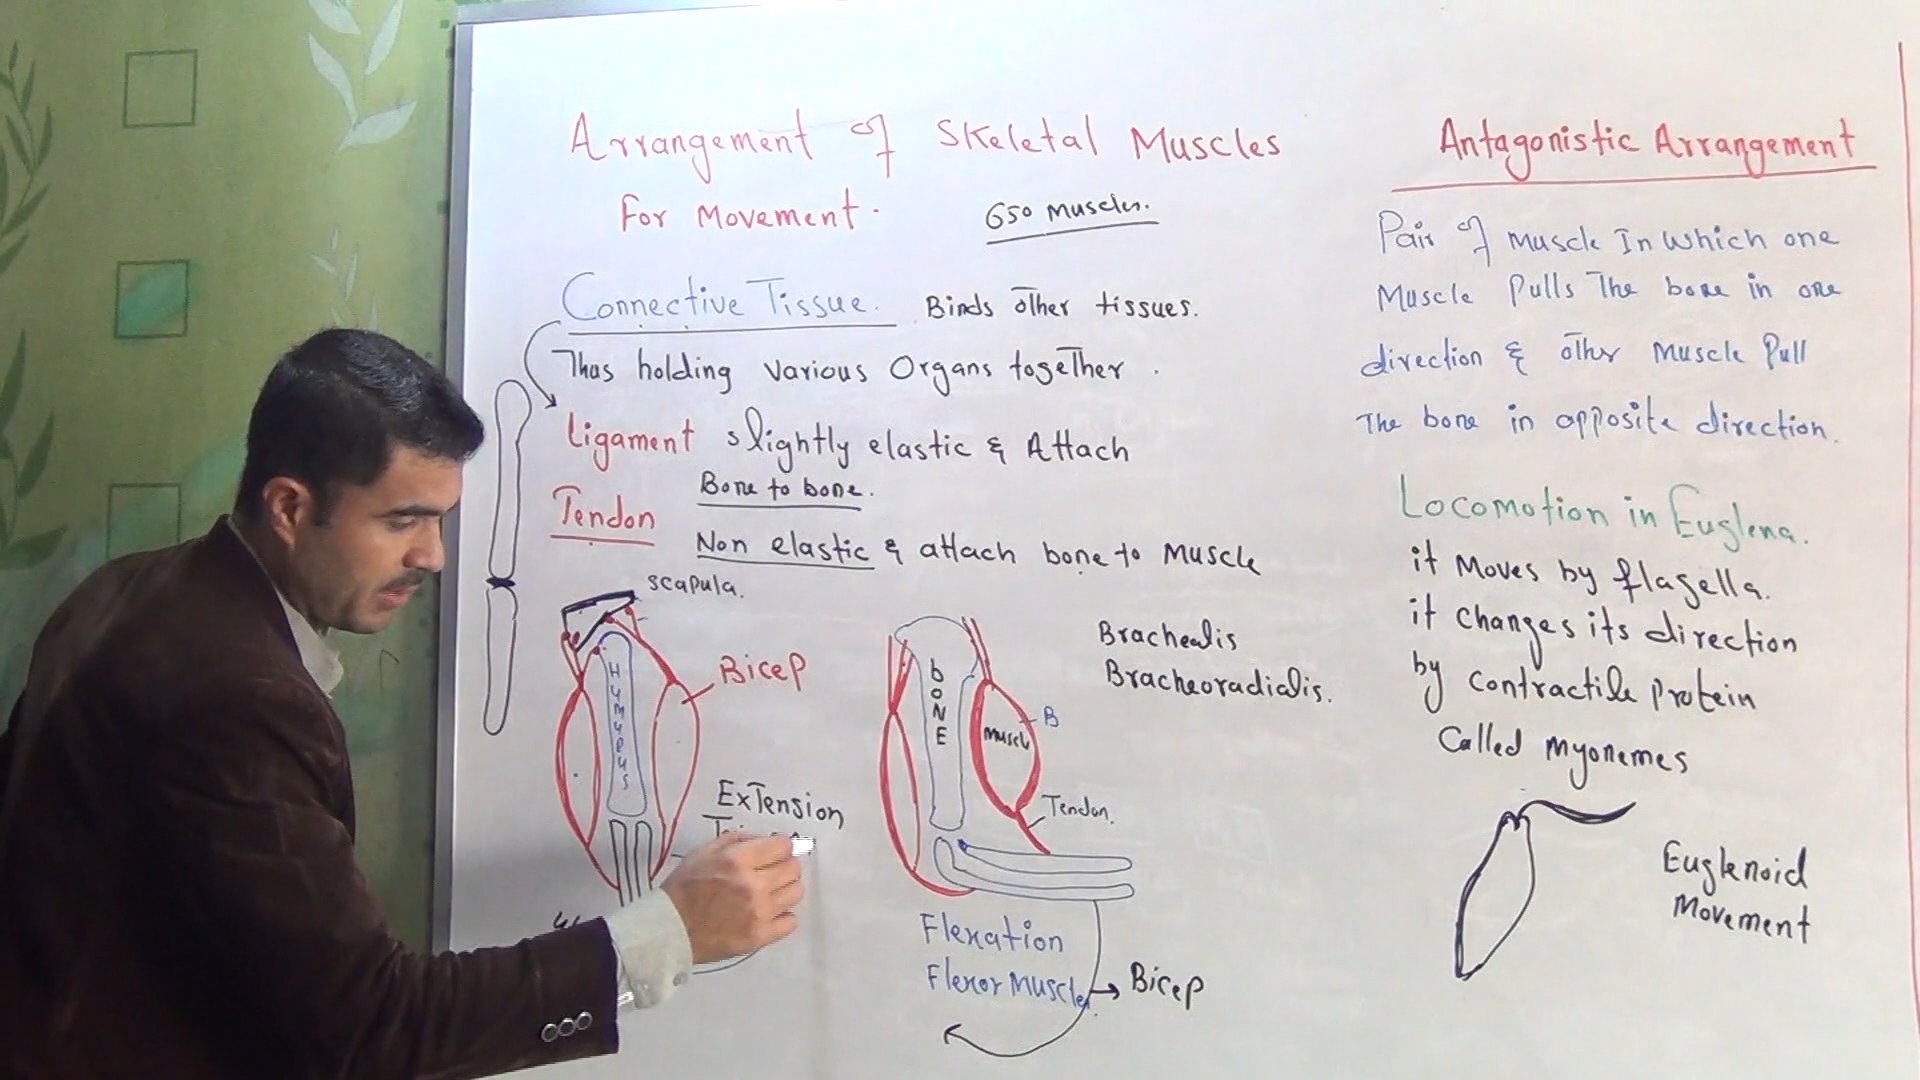 Arrangement of Skeletal Muscles
For Movement.
650 Muscles.
Connective Tissue. Binds other tissues.
Thus holding various Organs together.
Ligament slightly elastic & Attach
Bone to bone.
Tendon
Non elastic & attach bone to Muscle
Scapula.
Humurus
Bicep
Extension
BONE
Muscle
B
Tendon.
Brachealis
Bracheoradialis.
Flexation
Flexor Muscle → Bicep
Antagonistic Arrangement
Pair of Muscle In which one
Muscle Pulls The bone in one
direction & other Muscle Pull
The bone in opposite direction.
Locomotion in Euglena.
it Moves by flagella.
it Changes its direction
by contractile protein
Called Myonemes
Euglenoid
Movement